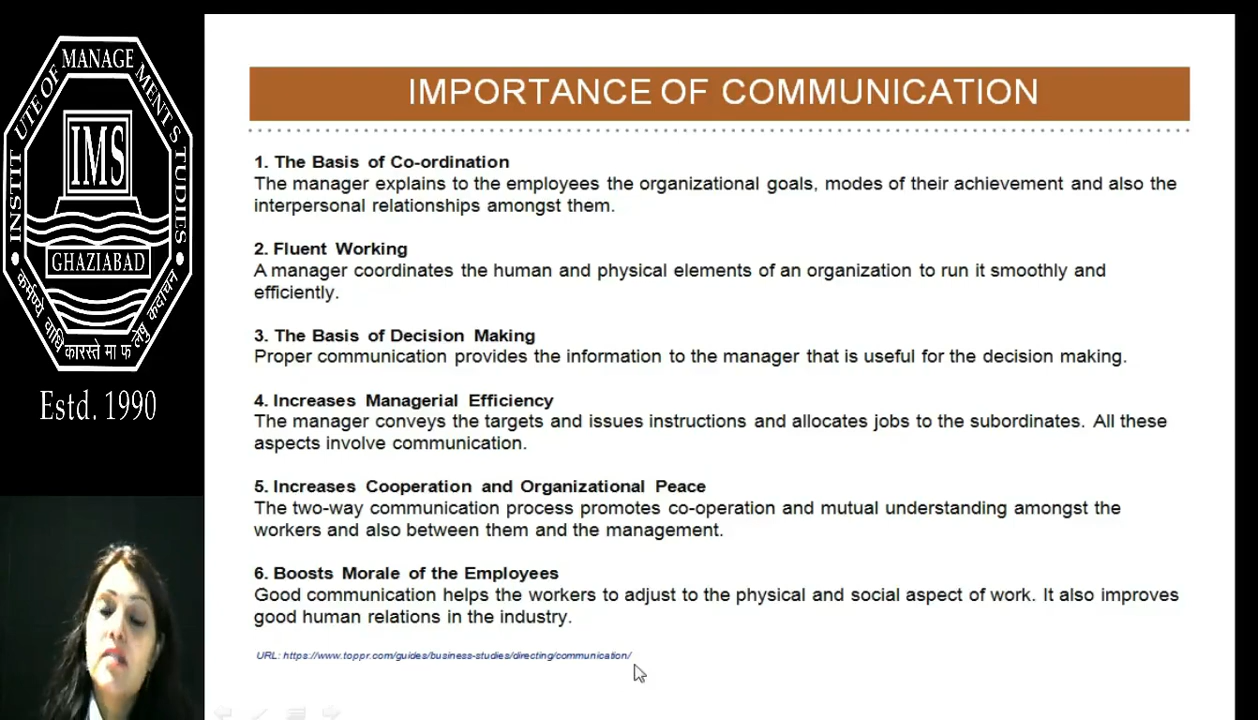 INSTITUTE OF MANAGEMENT STUDIES
IMS
GHAZIABAD
कर्मण्ये वाधि कारस्ते मा फलेषु कदाचन
Estd. 1990
IMPORTANCE OF COMMUNICATION
1. The Basis of Co-ordination
The manager explains to the employees the organizational goals, modes of their achievement and also the
interpersonal relationships amongst them.
2. Fluent Working
A manager coordinates the human and physical elements of an organization to run it smoothly and
efficiently.
3. The Basis of Decision Making
Proper communication provides the information to the manager that is useful for the decision making.
4. Increases Managerial Efficiency
The manager conveys the targets and issues instructions and allocates jobs to the subordinates. All these
aspects involve communication.
5. Increases Cooperation and Organizational Peace
The two-way communication process promotes co-operation and mutual understanding amongst the
workers and also between them and the management.
6. Boosts Morale of the Employees
Good communication helps the workers to adjust to the physical and social aspect of work. It also improves
good human relations in the industry.
URL: https://www.toppr.com/guides/business-studies/directing/communication/